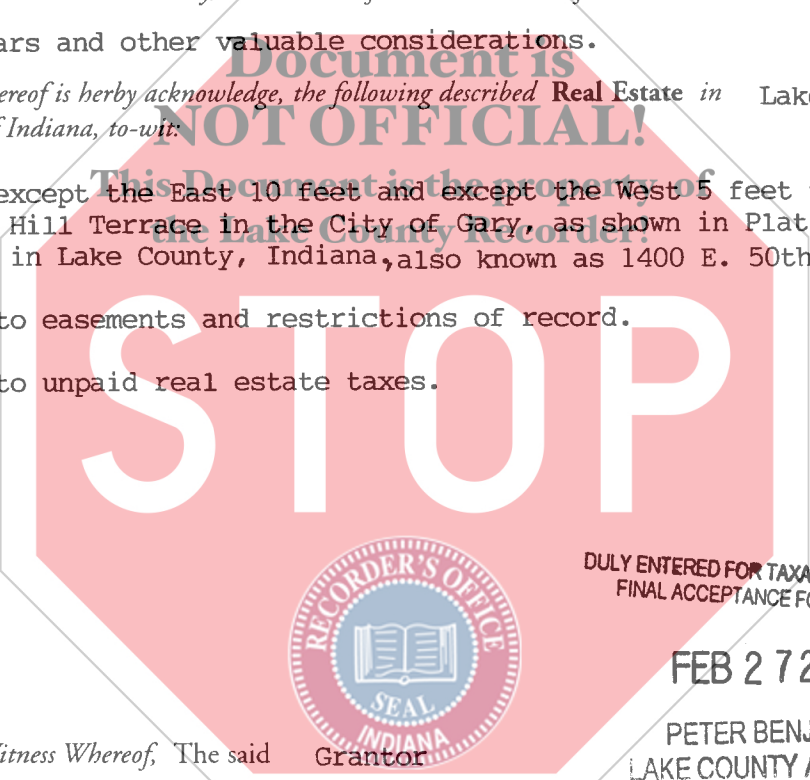 ars and other valuable considerations.
Document is
ereof is herby acknowledge, the following described Real Estate in Lake
f Indiana, to-wit:
NOT OFFICIAL!
This Document is the property of
except the East 10 feet and except the West 5 feet
Hill Terrace in the City of Gary, as shown in Plat
the Lake County Recorder!
in Lake County, Indiana, also known as 1400 E. 50th
to easements and restrictions of record.
to unpaid real estate taxes.
STOP
DULY ENTERED FOR TAXA
FINAL ACCEPTANCE FO
RECORDER'S OFFICE
SEAL
INDIANA
FEB 27 2
PETER BENJ
LAKE COUNTY A
itness Whereof, The said Grantor